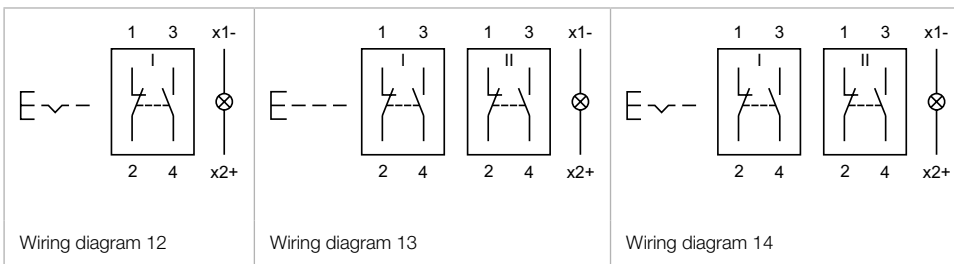 1 3 x1-
I
2 4 x2+
Wiring diagram 12
1 3 1 3 x1-
I II
2 4 2 4 x2+
Wiring diagram 13
1 3 1 3 x1-
I II
2 4 2 4 x2+
Wiring diagram 14